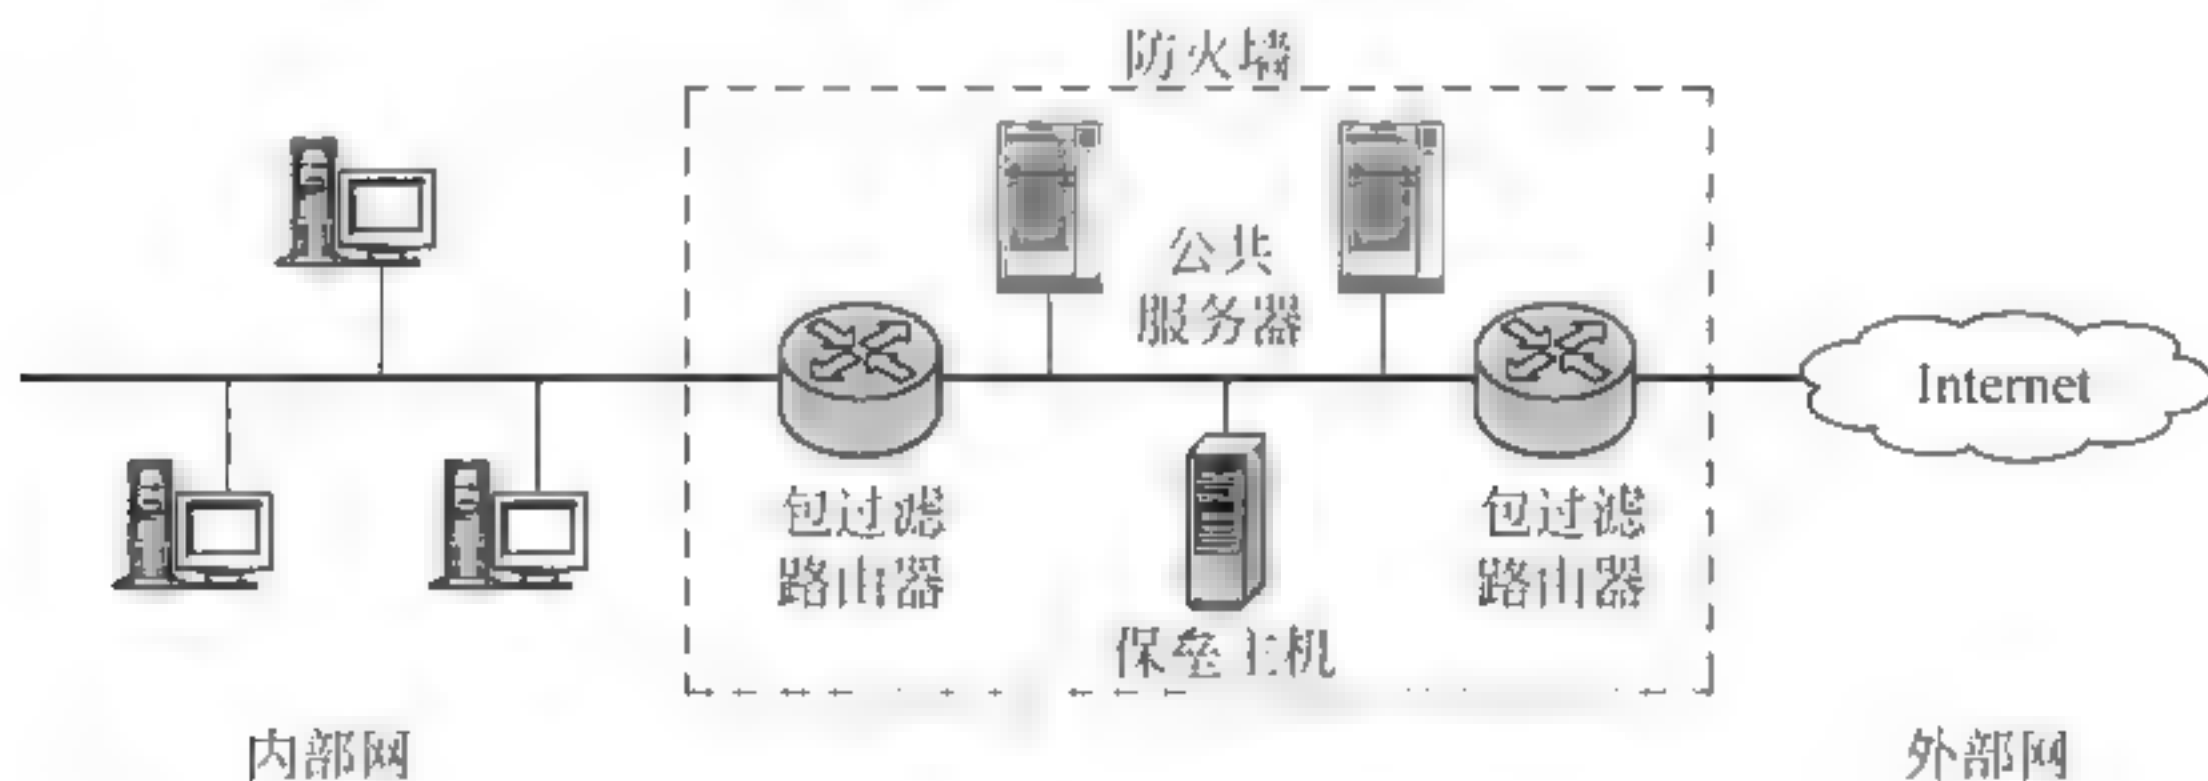 防火墙
公共
服务器
Internet
包过滤
路由器
包过滤
路由器
保垒主机
内部网
外部网